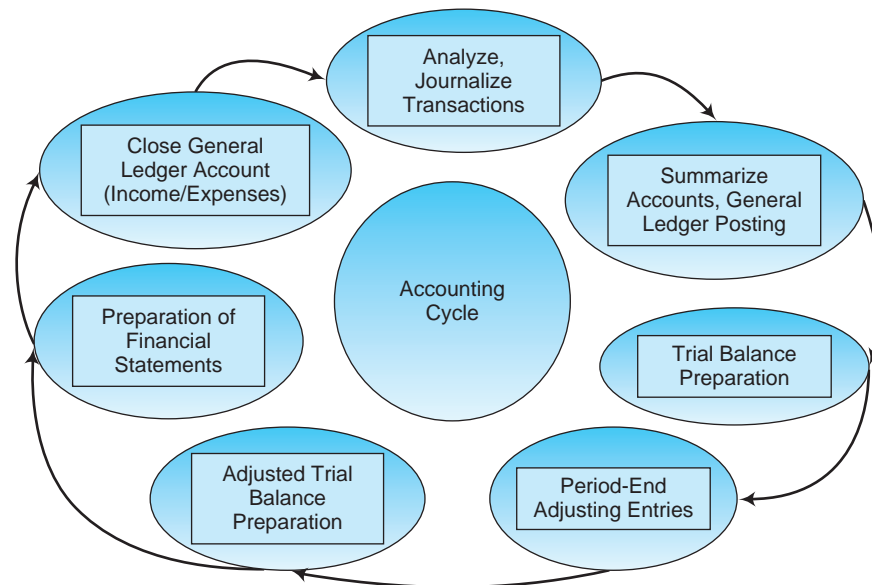 Analyze,
Journalize
Transactions
Close General
Ledger Account
(Income/Expenses)
Summarize
Accounts, General
Ledger Posting
Accounting
Cycle
Preparation of
Financial
Statements
Trial Balance
Preparation
Adjusted Trial
Balance
Preparation
Period-End
Adjusting Entries